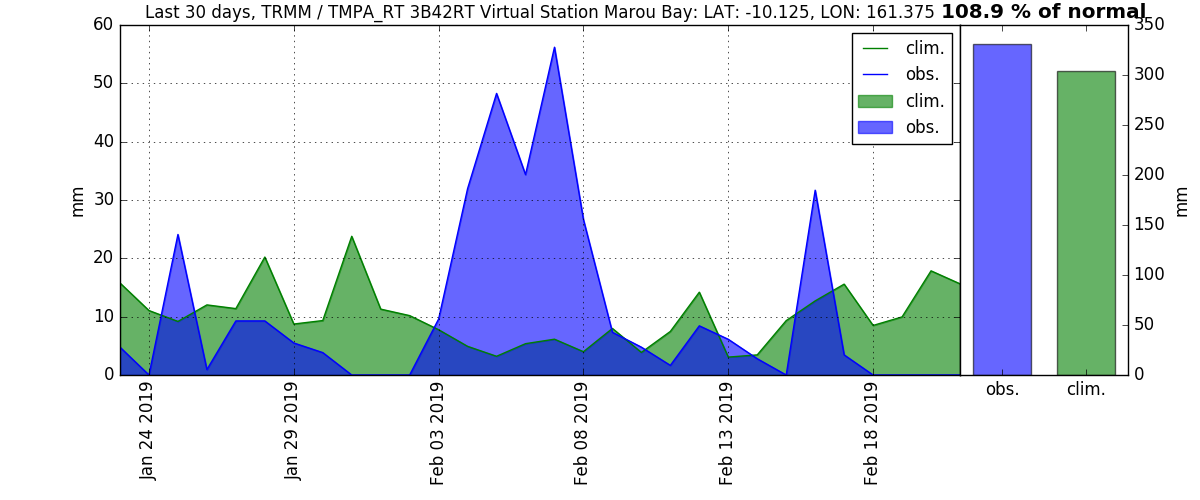 Last 30 days, TRMM / TMPA_RT 3B42RT Virtual Station Marou Bay: LAT: -10.125, LON: 161.375 108.9 % of normal
60
50
40
30
20
10
0
mm
clim.
obs.
clim.
obs.
350
300
250
200
150
100
50
0
mm
Jan 24 2019
Jan 29 2019
Feb 03 2019
Feb 08 2019
Feb 13 2019
Feb 18 2019
obs.
clim.